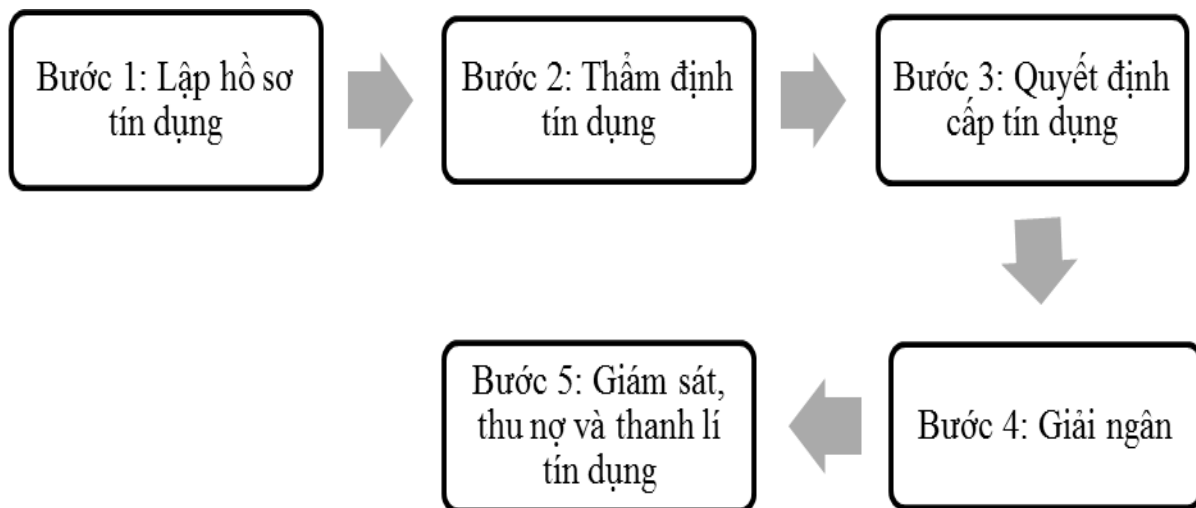 Bước 1: Lập hồ sơ
tín dụng
Bước 2: Thẩm định
tín dụng
Bước 3: Quyết định
cấp tín dụng
Bước 4: Giải ngân
Bước 5: Giám sát,
thu nợ và thanh lí
tín dụng